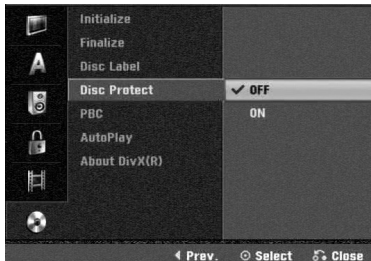 Initialize
Finalize
Disc Label
Disc Protect
✓ OFF
PBC
ON
AutoPlay
About DivX(R)
Prev.
Select
Close